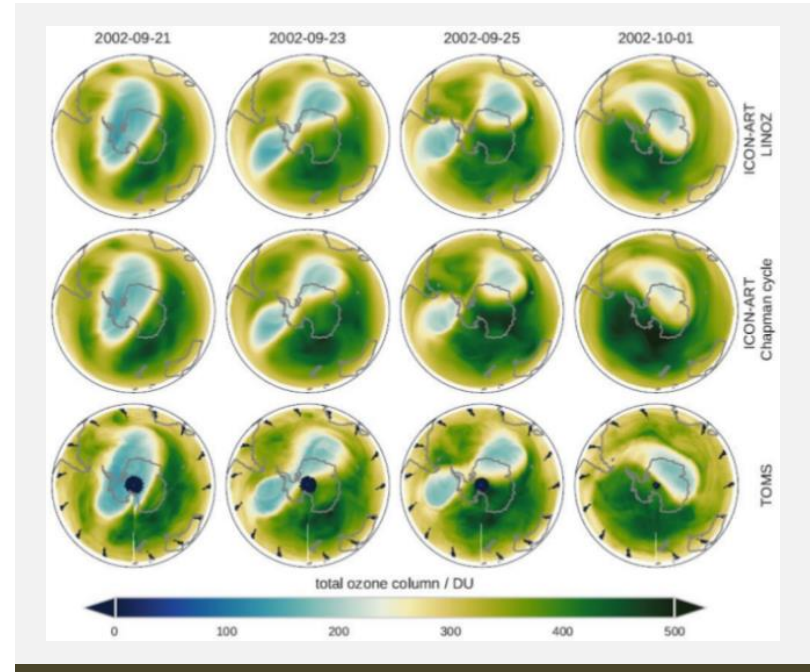 2002-09-21 2002-09-23 2002-09-25 2002-10-01
ICON-ART
LINOZ
ICON-ART
Chapman cycle
TOMS
total ozone column / DU
0 100 200 300 400 500